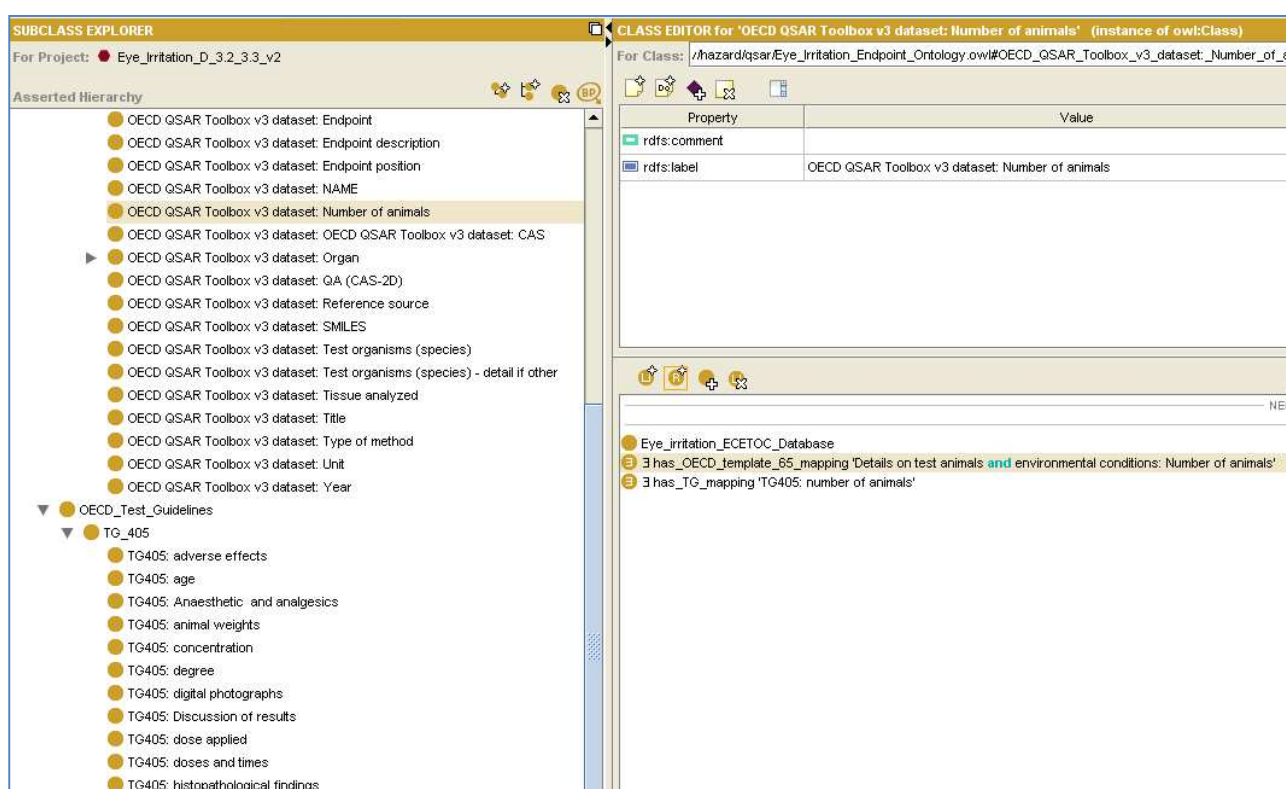 SUBCLASS EXPLORER
For Project: Eye_Irritation_D_3.2_3.3_v2
Asserted Hierarchy
BP
OECD QSAR Toolbox v3 dataset: Endpoint
OECD QSAR Toolbox v3 dataset: Endpoint description
OECD QSAR Toolbox v3 dataset: Endpoint position
OECD QSAR Toolbox v3 dataset: NAME
OECD QSAR Toolbox v3 dataset: Number of animals
OECD QSAR Toolbox v3 dataset: OECD QSAR Toolbox v3 dataset: CAS
OECD QSAR Toolbox v3 dataset: Organ
OECD QSAR Toolbox v3 dataset: QA (CAS-2D)
OECD QSAR Toolbox v3 dataset: Reference source
OECD QSAR Toolbox v3 dataset: SMILES
OECD QSAR Toolbox v3 dataset: Test organisms (species)
OECD QSAR Toolbox v3 dataset: Test organisms (species) - detail if other
OECD QSAR Toolbox v3 dataset: Tissue analyzed
OECD QSAR Toolbox v3 dataset: Title
OECD QSAR Toolbox v3 dataset: Type of method
OECD QSAR Toolbox v3 dataset: Unit
OECD QSAR Toolbox v3 dataset: Year
OECD_Test_Guidelines
TG_405
TG405: adverse effects
TG405: age
TG405: Anaesthetic and analgesics
TG405: animal weights
TG405: concentration
TG405: degree
TG405: digital photographs
TG405: Discussion of results
TG405: dose applied
TG405: doses and times
TG405: histopathological findings
CLASS EDITOR for 'OECD QSAR Toolbox v3 dataset: Number of animals' (instance of owl:Class)
For Class: //hazard/qsar/Eye_Irritation_Endpoint_Ontology.owl#OECD_QSAR_Toolbox_v3_dataset:_Number_of_a
Property Value
rdfs:comment
rdfs:label OECD QSAR Toolbox v3 dataset: Number of animals
NE
Eye_irritation_ECETOC_Database
∃ has_OECD_template_65_mapping 'Details on test animals and environmental conditions: Number of animals'
∃ has_TG_mapping 'TG405: number of animals'